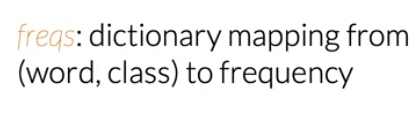 freqs: dictionary mapping from
(word, class) to frequency